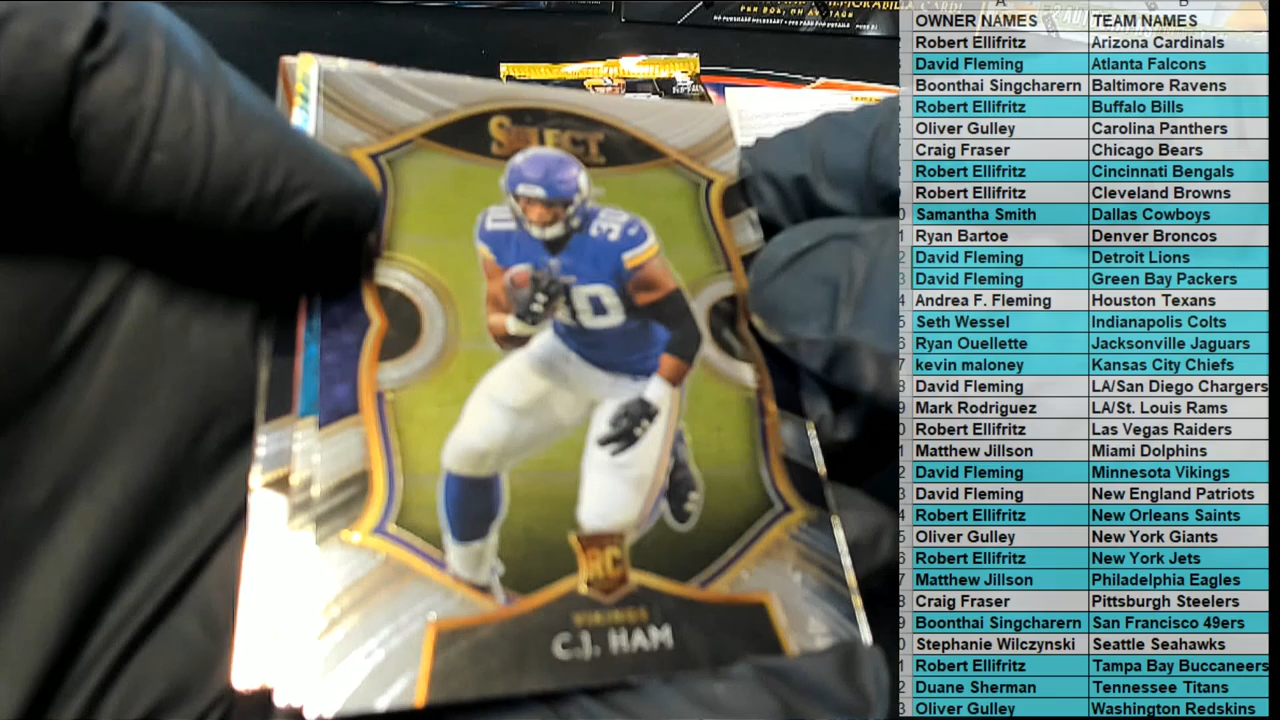 PER BOX, ON AVERAGE
SELECT
30
30
RC
VIKINGS
C.J. HAM
A B
OWNER NAMES TEAM NAMES
Robert Ellifritz Arizona Cardinals
David Fleming Atlanta Falcons
Boonthai Singcharern Baltimore Ravens
Robert Ellifritz Buffalo Bills
Oliver Gulley Carolina Panthers
Craig Fraser Chicago Bears
Robert Ellifritz Cincinnati Bengals
Robert Ellifritz Cleveland Browns
Samantha Smith Dallas Cowboys
Ryan Bartoe Denver Broncos
David Fleming Detroit Lions
David Fleming Green Bay Packers
Andrea F. Fleming Houston Texans
Seth Wessel Indianapolis Colts
Ryan Ouellette Jacksonville Jaguars
kevin maloney Kansas City Chiefs
David Fleming LA/San Diego Chargers
Mark Rodriguez LA/St. Louis Rams
Robert Ellifritz Las Vegas Raiders
Matthew Jillson Miami Dolphins
David Fleming Minnesota Vikings
David Fleming New England Patriots
Robert Ellifritz New Orleans Saints
Oliver Gulley New York Giants
Robert Ellifritz New York Jets
Matthew Jillson Philadelphia Eagles
Craig Fraser Pittsburgh Steelers
Boonthai Singcharern San Francisco 49ers
Stephanie Wilczynski Seattle Seahawks
Robert Ellifritz Tampa Bay Buccaneers
Duane Sherman Tennessee Titans
Oliver Gulley Washington Redskins